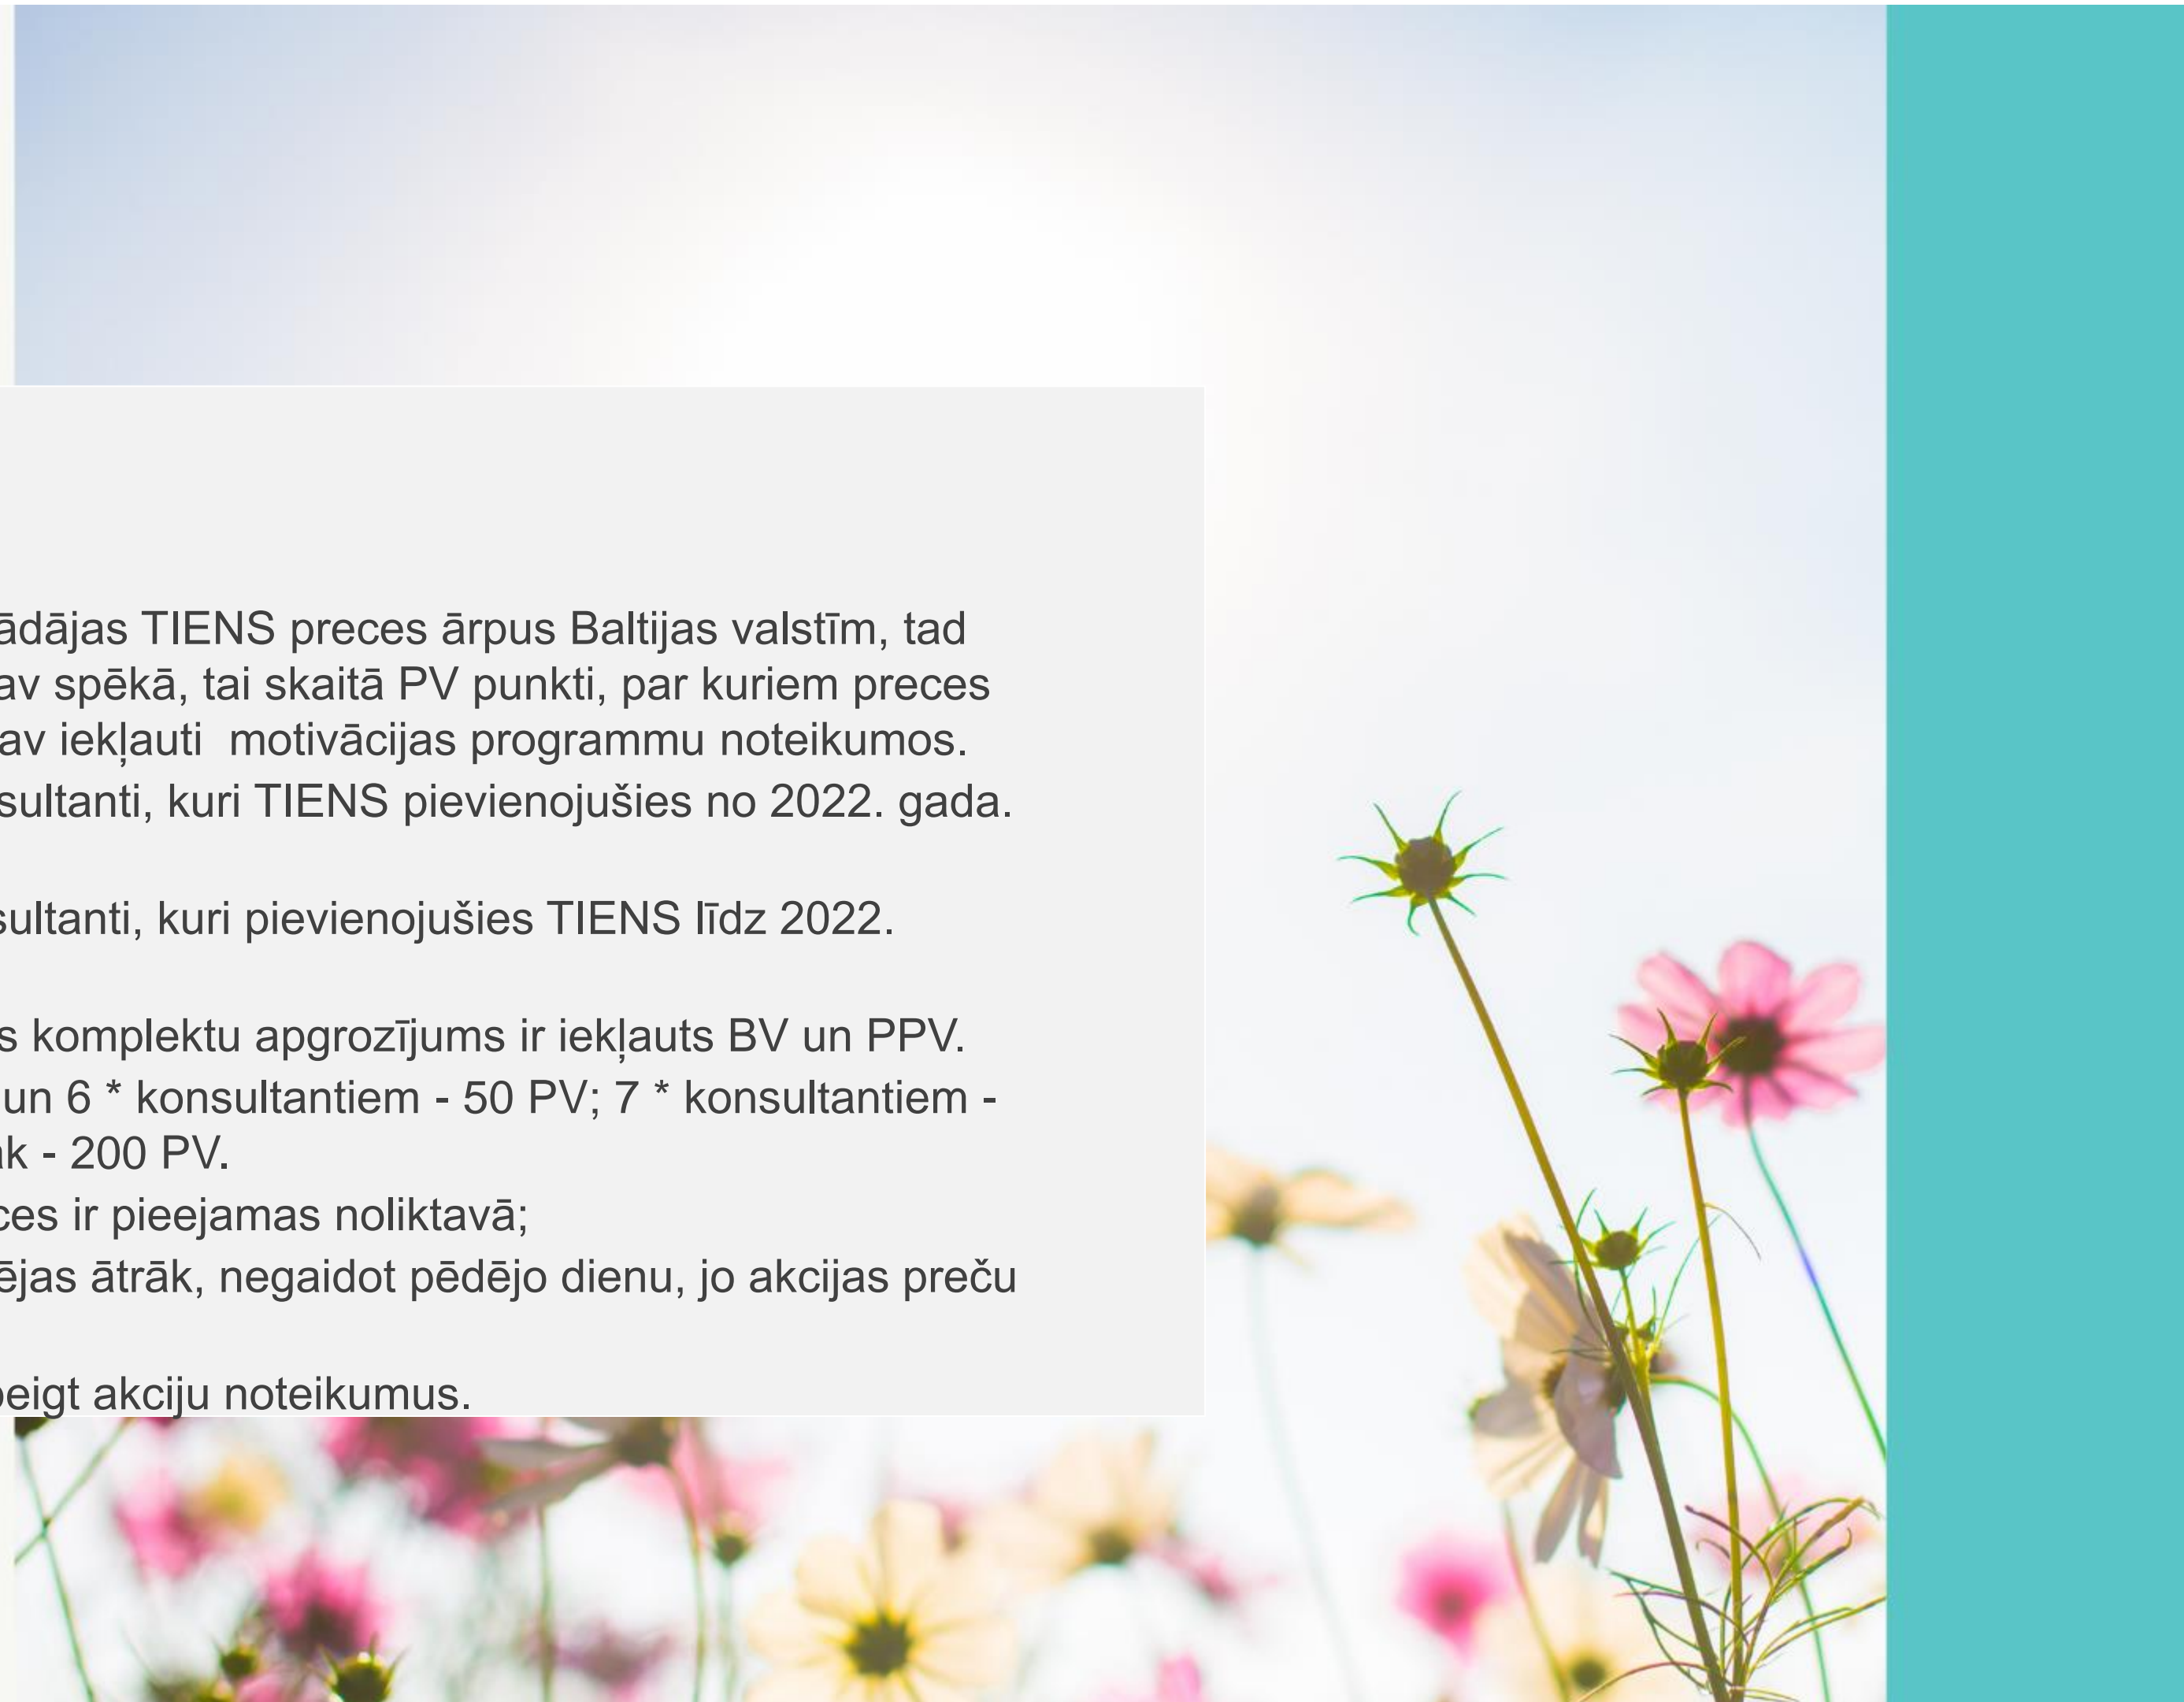 ādājas TIENS preces ārpus Baltijas valstīm, tad
av spēkā, tai skaitā PV punkti, par kuriem preces
av iekļauti motivācijas programmu noteikumos.
sultanti, kuri TIENS pievienojušies no 2022. gada.
sultanti, kuri pievienojušies TIENS līdz 2022.
s komplektu apgrozījums ir iekļauts BV un PPV.
un 6 * konsultantiem - 50 PV; 7 * konsultantiem -
k - 200 PV.
ces ir pieejamas noliktavā;
ējas ātrāk, negaidot pēdējo dienu, jo akcijas preču
beigt akciju noteikumus.